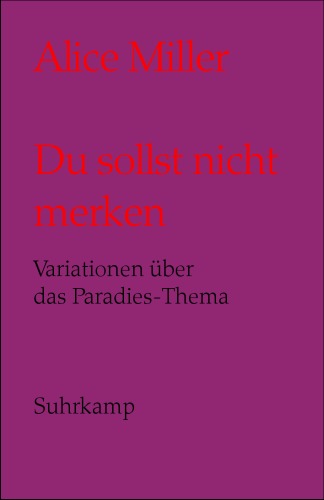 Alice Miller
Du sollst nicht
merken
Variationen über
das Paradies-Thema
Suhrkamp